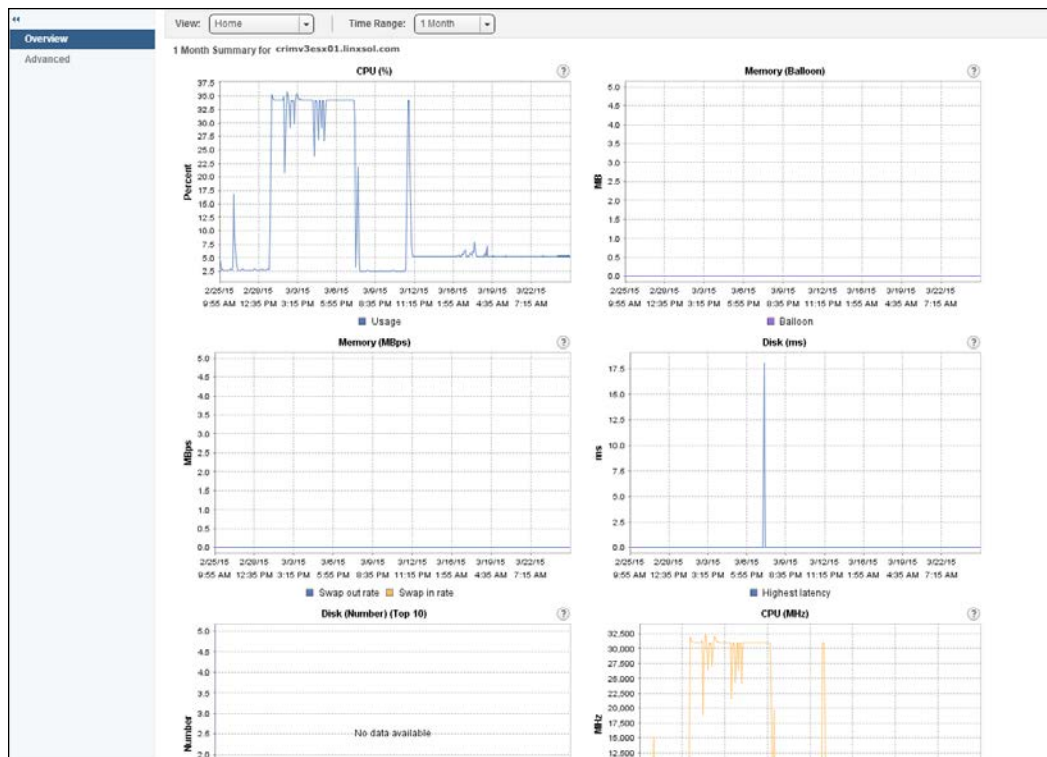 View: Home Time Range: 1 Month
Overview
Advanced
1 Month Summary for crimv3esx01.linxsol.com
CPU (%)
?
Percent
37.5
35.0
32.5
30.0
27.5
25.0
22.5
20.0
17.5
15.0
12.5
10.0
7.5
5.0
2.5
2/25/15 2/28/15 3/3/15 3/6/15 3/9/15 3/12/15 3/16/15 3/19/15 3/22/15
9:55 AM 12:35 PM 3:15 PM 5:55 PM 8:35 PM 11:15 PM 1:55 AM 4:35 AM 7:15 AM
Usage
Memory (Balloon)
?
MB
5.0
4.5
4.0
3.5
3.0
2.5
2.0
1.5
1.0
0.5
0.0
2/25/15 2/28/15 3/3/15 3/6/15 3/9/15 3/12/15 3/16/15 3/19/15 3/22/15
9:55 AM 12:35 PM 3:15 PM 5:55 PM 8:35 PM 11:15 PM 1:55 AM 4:35 AM 7:15 AM
Balloon
Memory (MBps)
?
MBps
5.0
4.5
4.0
3.5
3.0
2.5
2.0
1.5
1.0
0.5
0.0
2/25/15 2/28/15 3/3/15 3/6/15 3/9/15 3/12/15 3/16/15 3/19/15 3/22/15
9:55 AM 12:35 PM 3:15 PM 5:55 PM 8:35 PM 11:15 PM 1:55 AM 4:35 AM 7:15 AM
Swap out rate Swap in rate
Disk (ms)
?
ms
17.5
15.0
12.5
10.0
7.5
5.0
2.5
0.0
2/25/15 2/28/15 3/3/15 3/6/15 3/9/15 3/12/15 3/16/15 3/19/15 3/22/15
9:55 AM 12:35 PM 3:15 PM 5:55 PM 8:35 PM 11:15 PM 1:55 AM 4:35 AM 7:15 AM
Highest latency
Disk (Number) (Top 10)
?
Number
5.0
4.5
4.0
3.5
3.0
2.5
2.0
No data available
CPU (MHz)
?
MHz
32,500
30,000
27,500
25,000
22,500
20,000
17,500
15,000
12,500